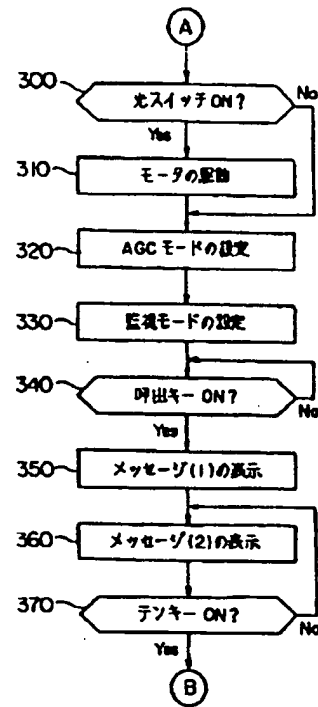 A
300
光スイッチON?
No
Yes
310
モータの駆動
320
AGCモードの設定
330
監視モードの設定
340
呼出キーON?
No
Yes
350
メッセージ(1)の表示
360
メッセージ(2)の表示
370
テンキーON?
No
Yes
B